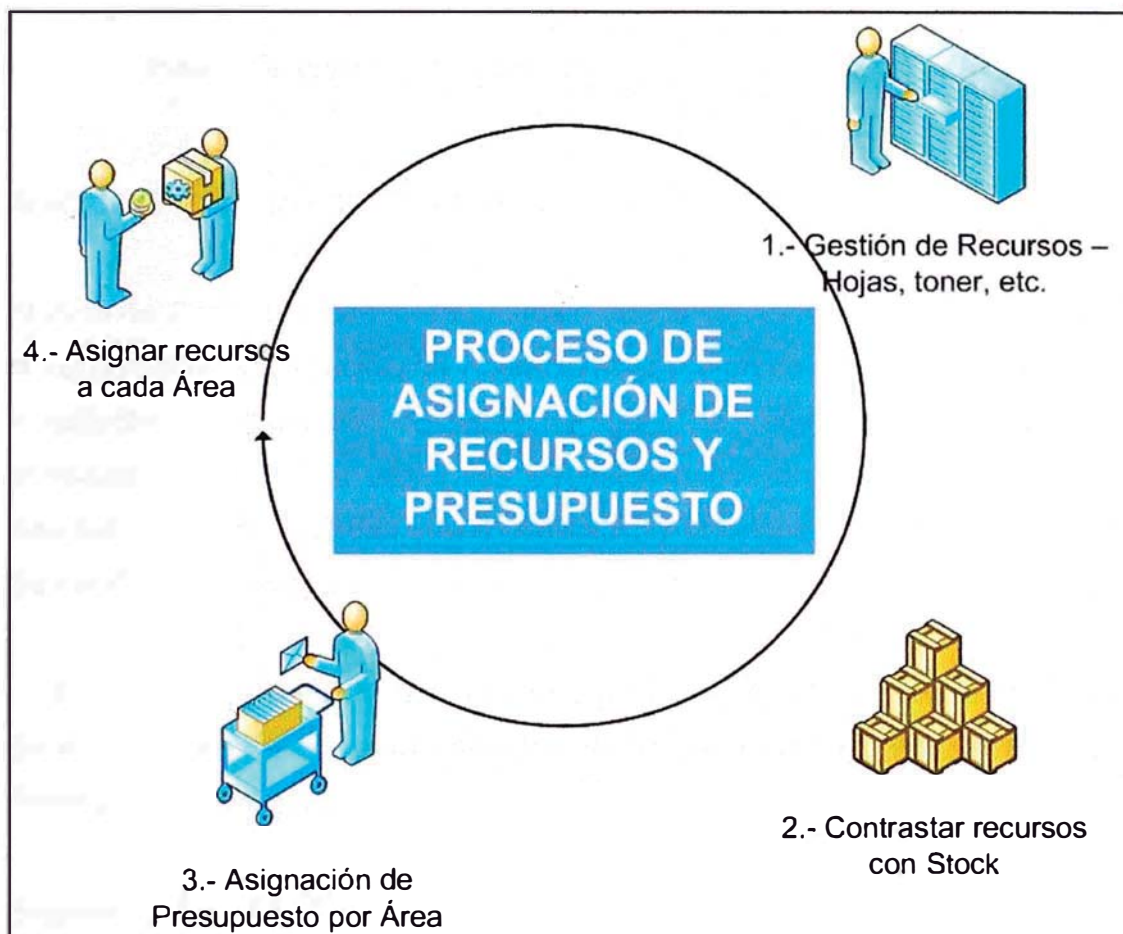 1.- Gestión de Recursos –
Hojas, toner, etc.
4.- Asignar recursos
a cada Área
PROCESO DE
ASIGNACIÓN DE
RECURSOS Y
PRESUPUESTO
2.- Contrastar recursos
con Stock
3.- Asignación de
Presupuesto por Área